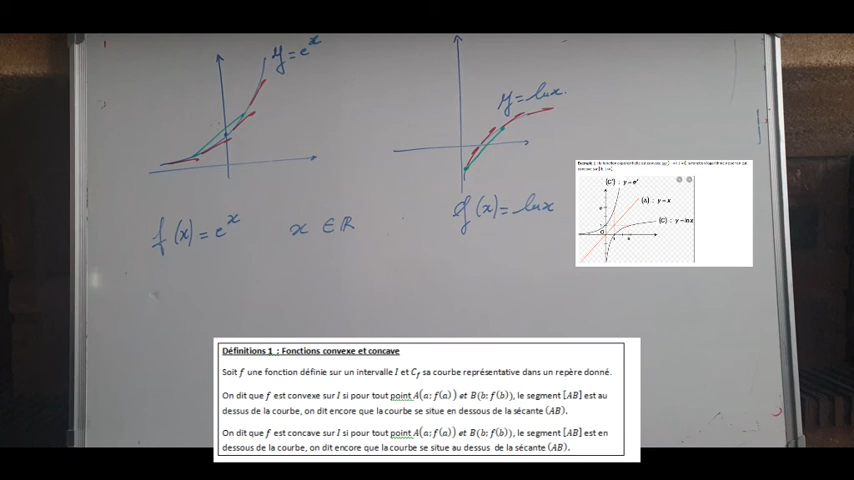 y = e^x
y = lnx.
f(x) = e^x
x ∈ ℝ
g(x) = lnx
(C') : y=e^x
(Δ) : y=x
(C) : y=lnx
Définitions 1 : Fonctions convexe et concave
Soit f une fonction définie sur un intervalle I et C_f sa courbe représentative dans un repère donné.
On dit que f est convexe sur I si pour tout point A(a; f(a)) et B(b; f(b)), le segment [AB] est au
dessus de la courbe, on dit encore que la courbe se situe en dessous de la sécante (AB).
On dit que f est concave sur I si pour tout point A(a; f(a)) et B(b; f(b)), le segment [AB] est en
dessous de la courbe, on dit encore que la courbe se situe au dessus de la sécante (AB).